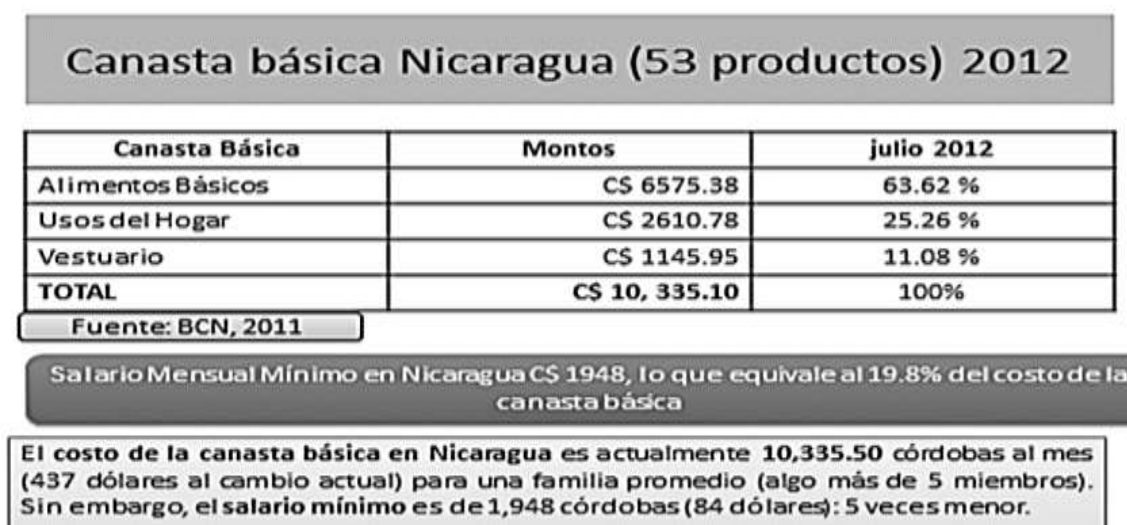 Canasta básica Nicaragua (53 productos) 2012
Canasta Básica Montos julio 2012
Alimentos Básicos C$ 6575.38 63.62 %
Usos del Hogar C$ 2610.78 25.26 %
Vestuario C$ 1145.95 11.08 %
TOTAL C$ 10, 335.10 100%
Fuente: BCN, 2011
Salario Mensual Mínimo en Nicaragua C$ 1948, lo que equivale al 19.8% del costo de la
canasta básica
El costo de la canasta básica en Nicaragua es actualmente 10,335.50 córdobas al mes
(437 dólares al cambio actual) para una familia promedio (algo más de 5 miembros).
Sin embargo, el salario mínimo es de 1,948 córdobas (84 dólares): 5 veces menor.